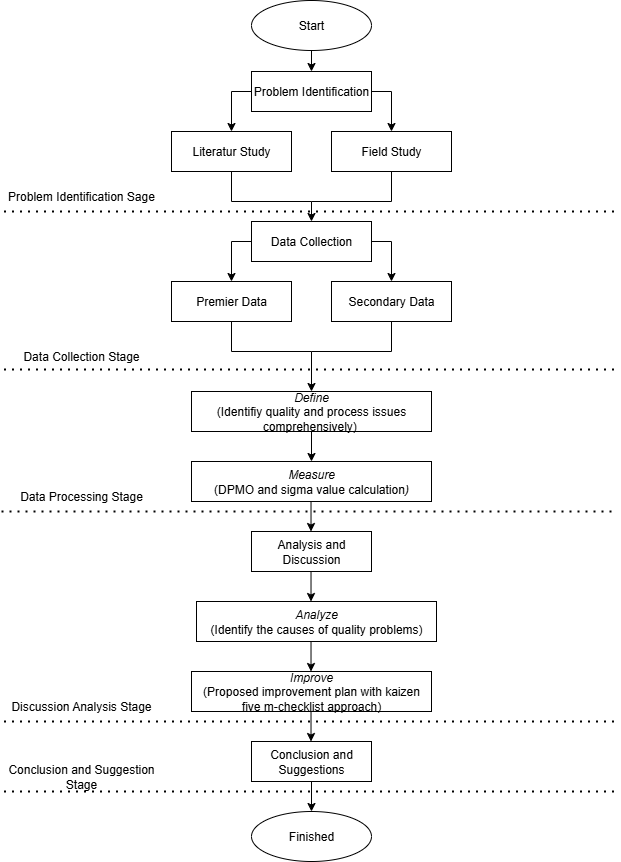 Start
Problem Identification
Literatur Study
Field Study
Problem Identification Sage
Data Collection
Premier Data
Secondary Data
Data Collection Stage
Define
(Identifiy quality and process issues
comprehensively)
Measure
(DPMO and sigma value calculation)
Data Processing Stage
Analysis and
Discussion
Analyze
(Identify the causes of quality problems)
Improve
(Proposed improvement plan with kaizen
five m-checklist approach)
Discussion Analysis Stage
Conclusion and
Suggestions
Conclusion and Suggestion
Stage
Finished